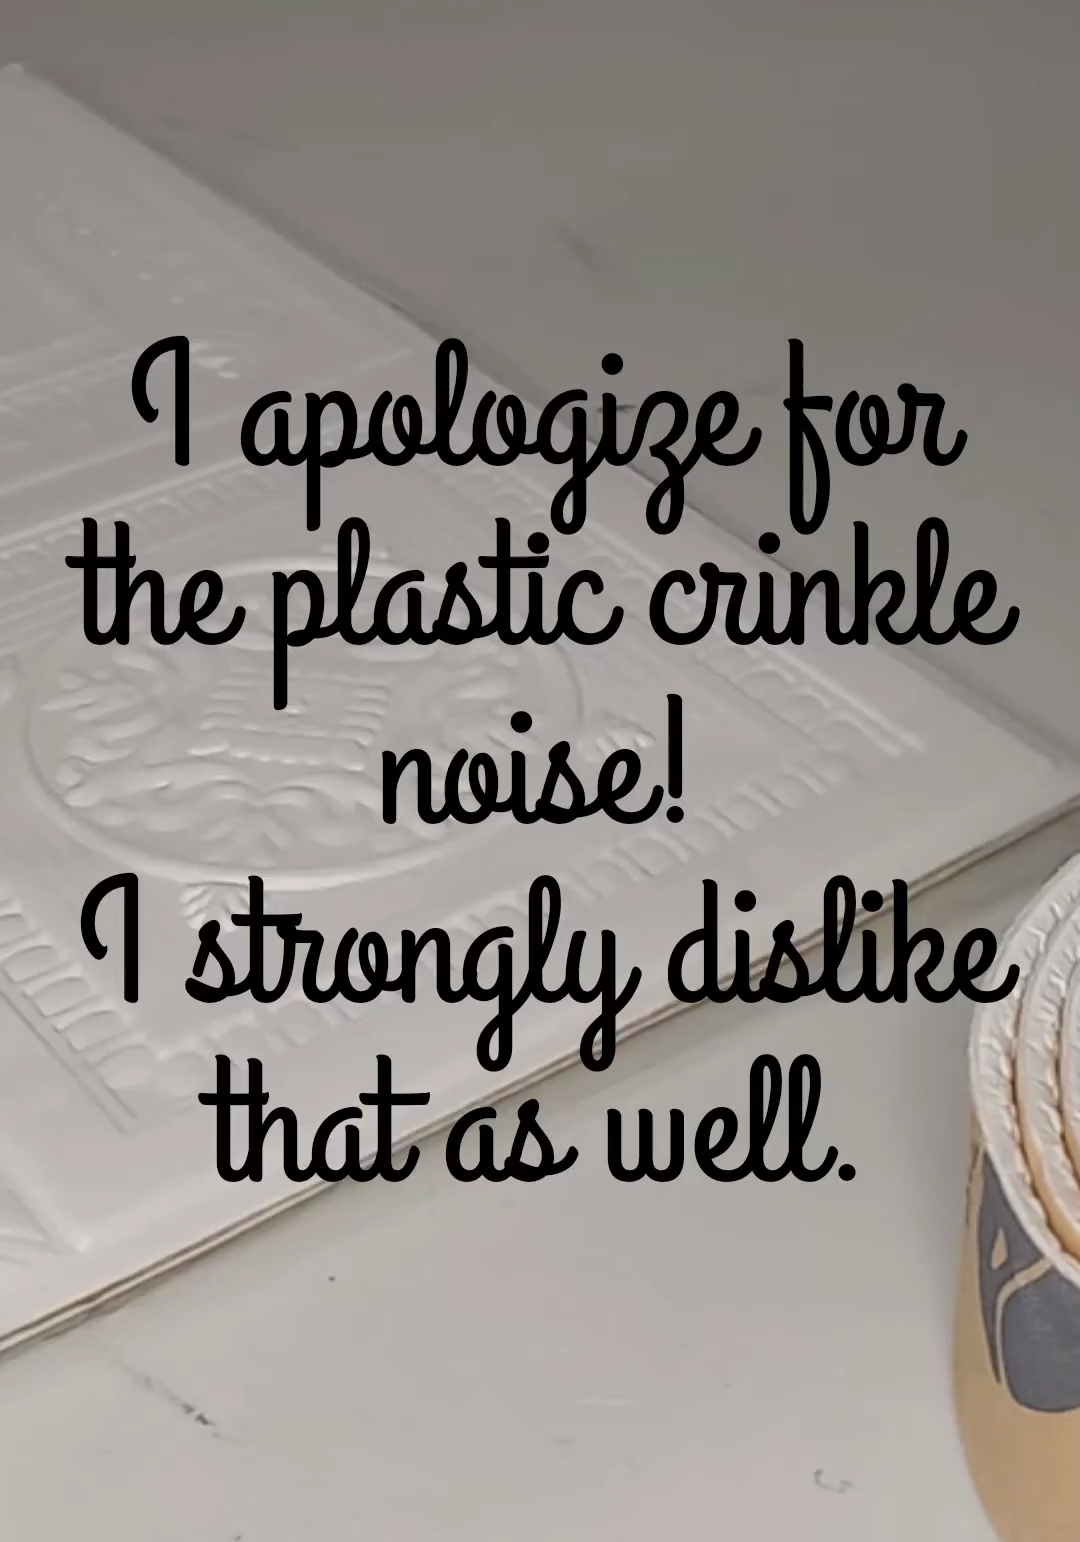 I apologize for
the plastic crinkle
noise!
I strongly dislike
that as well.